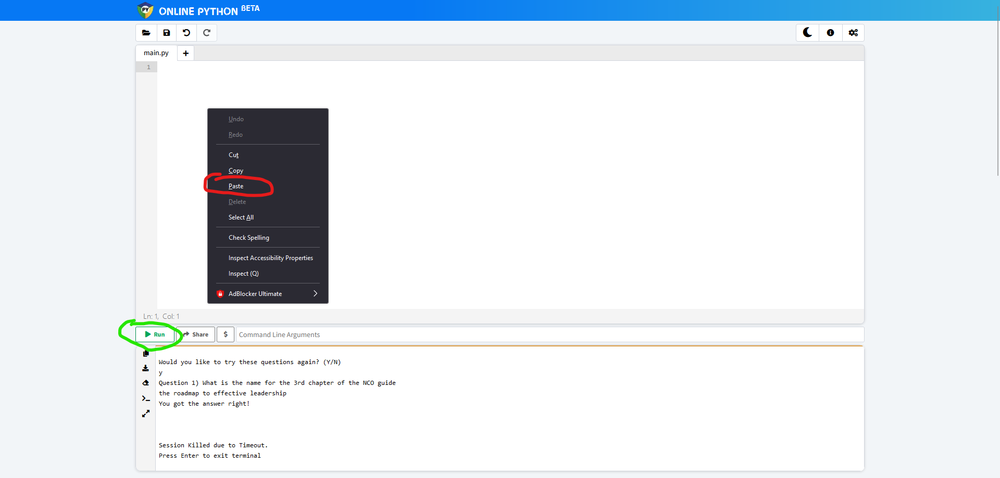 PY ONLINE PYTHON BETA
main.py +
1
Undo
Redo
Cut
Copy
Paste
Delete
Select All
Check Spelling
Inspect Accessibility Properties
Inspect (Q)
AdBlocker Ultimate
Ln: 1, Col: 1
Run Share $ Command Line Arguments
Would you like to try these questions again? (Y/N)
y
Question 1) What is the name for the 3rd chapter of the NCO guide
the roadmap to effective leadership
You got the answer right!
Session Killed due to Timeout.
Press Enter to exit terminal